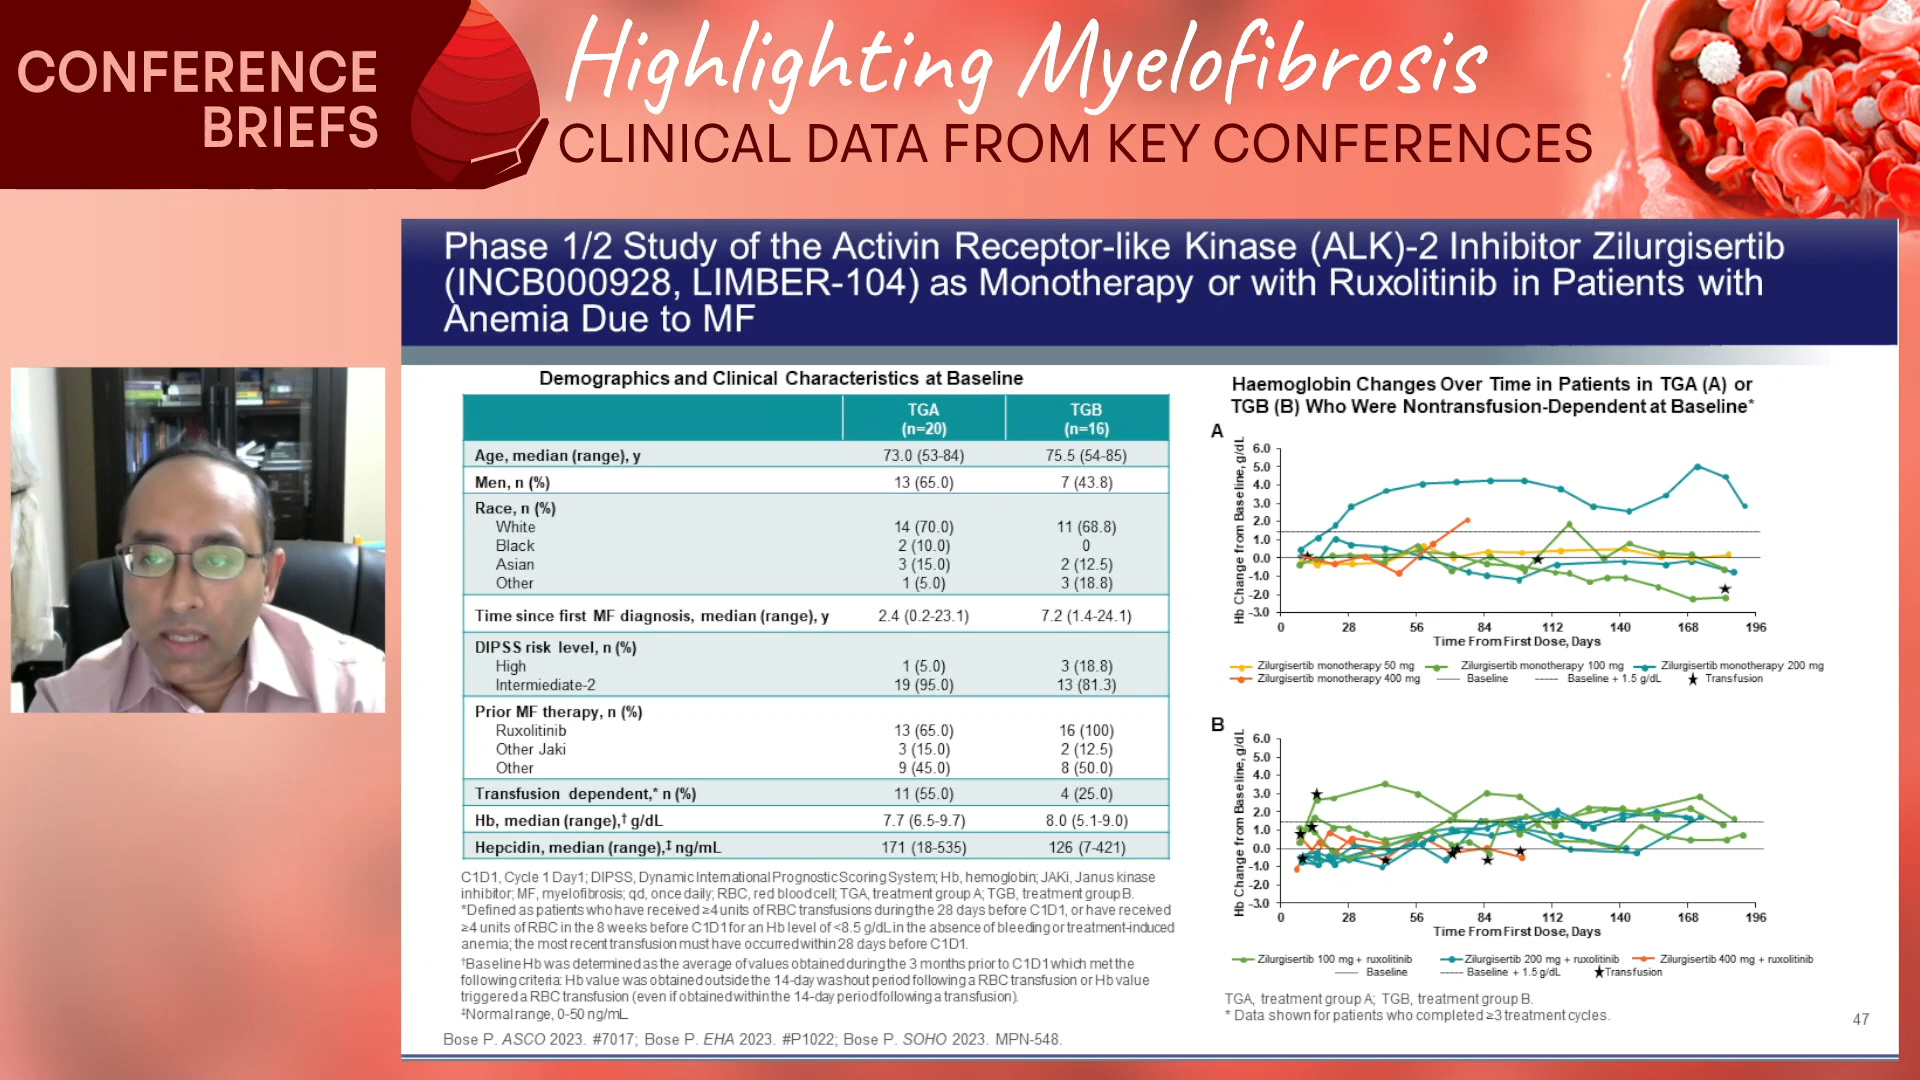 CONFERENCE
BRIEFS
Highlighting Myelofibrosis
CLINICAL DATA FROM KEY CONFERENCES
Phase 1/2 Study of the Activin Receptor-like Kinase (ALK)-2 Inhibitor Zilurgisertib
(INCB000928, LIMBER-104) as Monotherapy or with Ruxolitinib in Patients with
Anemia Due to MF
Demographics and Clinical Characteristics at Baseline
TGA (n=20) TGB (n=16)
Age, median (range), y 73.0 (53-84) 75.5 (54-85)
Men, n (%) 13 (65.0) 7 (43.8)
Race, n (%)
White 14 (70.0) 11 (68.8)
Black 2 (10.0) 0
Asian 3 (15.0) 2 (12.5)
Other 1 (5.0) 3 (18.8)
Time since first MF diagnosis, median (range), y 2.4 (0.2-23.1) 7.2 (1.4-24.1)
DIPSS risk level, n (%)
High 1 (5.0) 3 (18.8)
Intermiediate-2 19 (95.0) 13 (81.3)
Prior MF therapy, n (%)
Ruxolitinib 13 (65.0) 16 (100)
Other Jaki 3 (15.0) 2 (12.5)
Other 9 (45.0) 8 (50.0)
Transfusion dependent,* n (%) 11 (55.0) 4 (25.0)
Hb, median (range),† g/dL 7.7 (6.5-9.7) 8.0 (5.1-9.0)
Hepcidin, median (range),‡ ng/mL 171 (18-535) 126 (7-421)
C1D1, Cycle 1 Day1; DIPSS, Dynamic International Prognostic Scoring System; Hb, hemoglobin; JAKi, Janus kinase
inhibitor; MF, myelofibrosis; qd, once daily; RBC, red blood cell; TGA, treatment group A; TGB, treatment group B.
*Defined as patients who have received ≥4 units of RBC transfusions during the 28 days before C1D1, or have received
≥4 units of RBC in the 8 weeks before C1D1 for an Hb level of <8.5 g/dL in the absence of bleeding or treatment-induced
anemia; the most recent transfusion must have occurred within 28 days before C1D1.
†Baseline Hb was determined as the average of values obtained during the 3 months prior to C1D1 which met the
following criteria: Hb value was obtained outside the 14-day washout period following a RBC transfusion or Hb value
triggered a RBC transfusion (even if obtained within the 14-day period following a transfusion).
‡Normal range, 0-50 ng/mL.
Bose P. ASCO 2023. #7017; Bose P. EHA 2023. #P1022; Bose P. SOHO 2023. MPN-548.
Haemoglobin Changes Over Time in Patients in TGA (A) or
TGB (B) Who Were Nontransfusion-Dependent at Baseline*
A
Hb Change from Baseline, g/dL
6.0
5.0
4.0
3.0
2.0
1.0
0.0
-1.0
-2.0
-3.0
0 28 56 84 112 140 168 196
Time From First Dose, Days
Zilurgisertib monotherapy 50 mg Zilurgisertib monotherapy 100 mg Zilurgisertib monotherapy 200 mg
Zilurgisertib monotherapy 400 mg Baseline Baseline + 1.5 g/dL Transfusion
B
Hb Change from Baseline, g/dL
6.0
5.0
4.0
3.0
2.0
1.0
0.0
-1.0
-2.0
-3.0
0 28 56 84 112 140 168 196
Time From First Dose, Days
Zilurgisertib 100 mg + ruxolitinib Zilurgisertib 200 mg + ruxolitinib Zilurgisertib 400 mg + ruxolitinib
Baseline Baseline + 1.5 g/dL Transfusion
TGA, treatment group A; TGB, treatment group B.
* Data shown for patients who completed ≥3 treatment cycles.
47